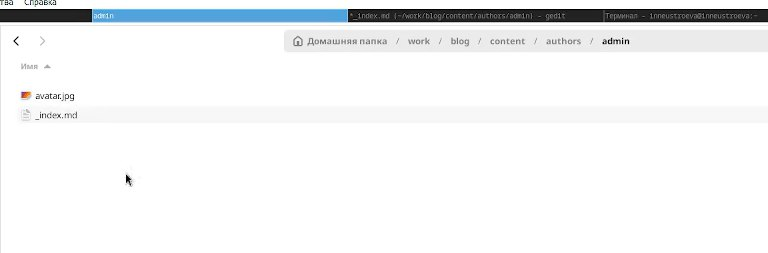 тва Справка
admin *_index.md (~/work/blog/content/authors/admin) - gedit Терминал - inneustroeva@inneustroeva:~
Домашняя папка / work / blog / content / authors / admin
Имя
avatar.jpg
_index.md